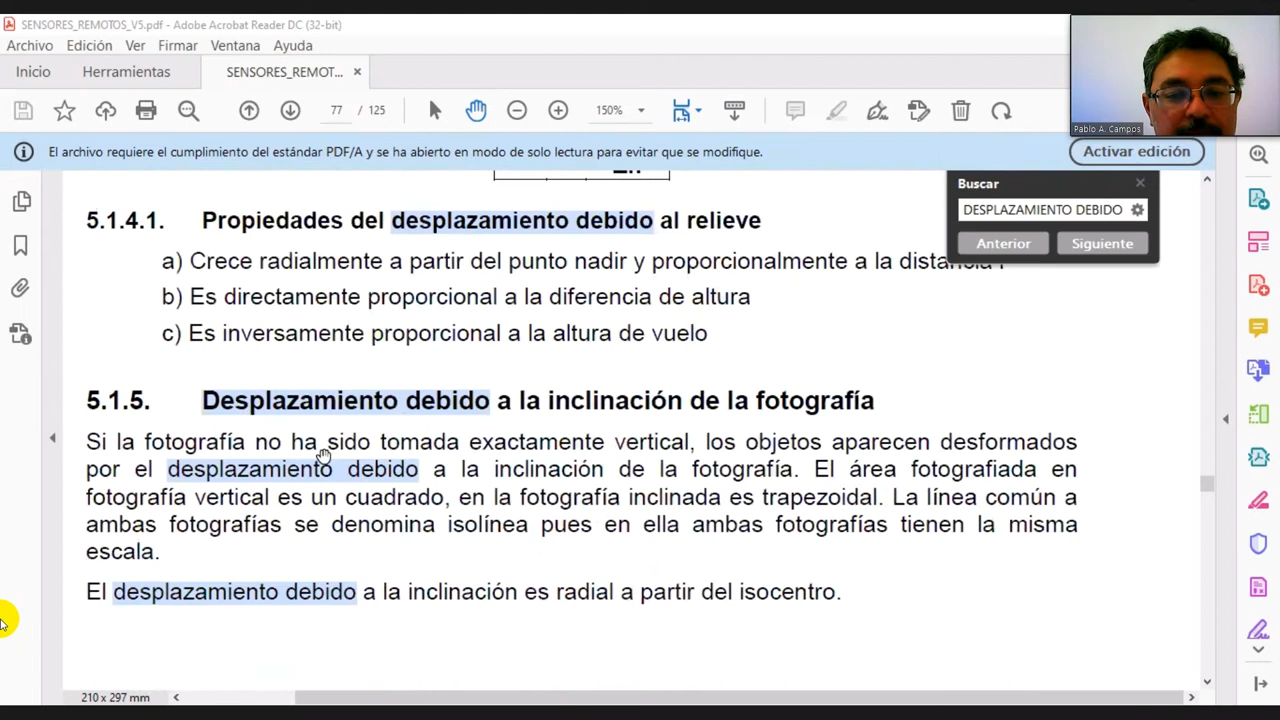 SENSORES_REMOTOS_V5.pdf - Adobe Acrobat Reader DC (32-bit)
Archivo Edición Ver Firmar Ventana Ayuda
Inicio Herramientas SENSORES_REMOT... ×
77 / 125 150%
Pablo A. Campos
El archivo requiere el cumplimiento del estándar PDF/A y se ha abierto en modo de solo lectura para evitar que se modifique. Activar edición
Buscar
DESPLAZAMIENTO DEBIDO
Anterior Siguiente
5.1.4.1. Propiedades del desplazamiento debido al relieve
a) Crece radialmente a partir del punto nadir y proporcionalmente a la distancia
b) Es directamente proporcional a la diferencia de altura
c) Es inversamente proporcional a la altura de vuelo
5.1.5. Desplazamiento debido a la inclinación de la fotografía
Si la fotografía no ha sido tomada exactamente vertical, los objetos aparecen desformados
por el desplazamiento debido a la inclinación de la fotografía. El área fotografiada en
fotografía vertical es un cuadrado, en la fotografía inclinada es trapezoidal. La línea común a
ambas fotografías se denomina isolínea pues en ella ambas fotografías tienen la misma
escala.
El desplazamiento debido a la inclinación es radial a partir del isocentro.
210 x 297 mm